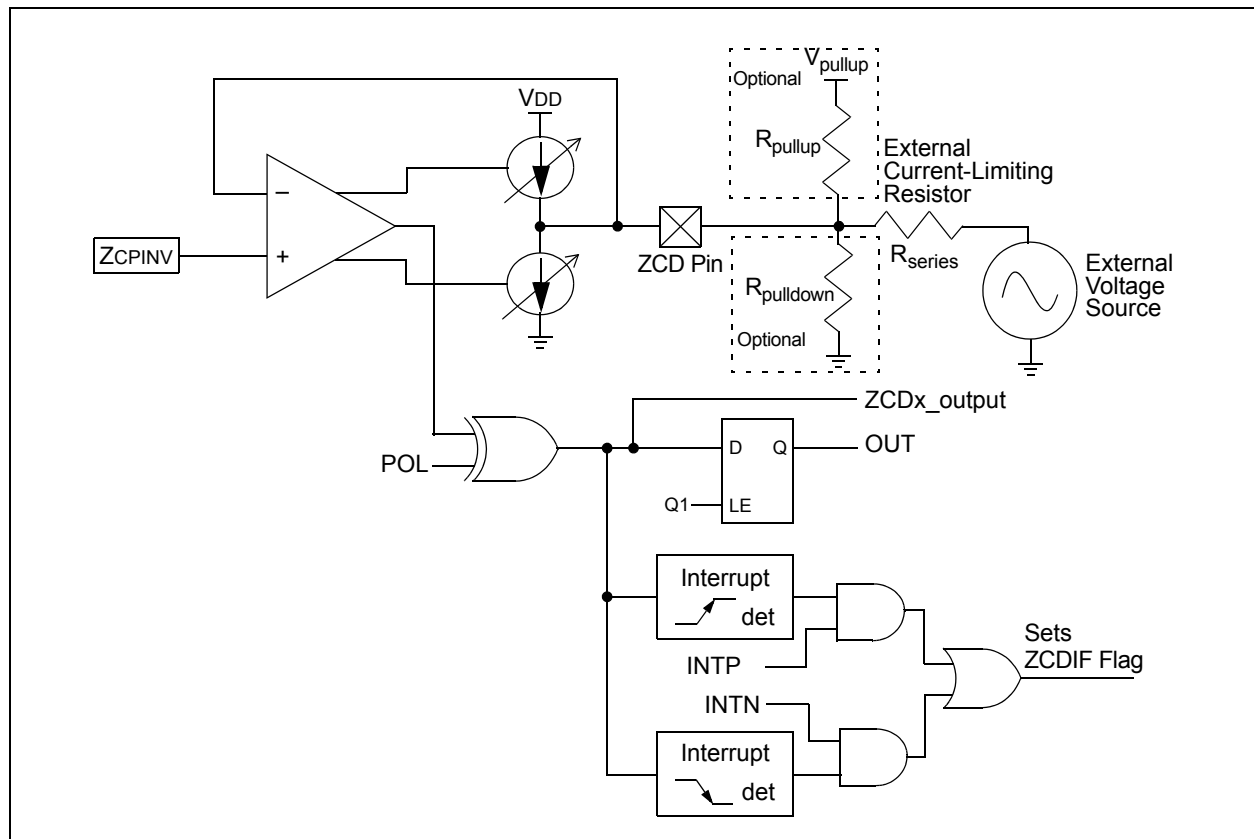 Vpullup
Optional
VDD
Rpullup
External
Current-Limiting
Resistor
−
ZCPINV
+
ZCD Pin
Rseries
Rpulldown
External
Voltage
Source
Optional
ZCDx_output
POL
D
Q
OUT
Q1
LE
Interrupt
det
INTP
Sets
ZCDIF Flag
INTN
Interrupt
det